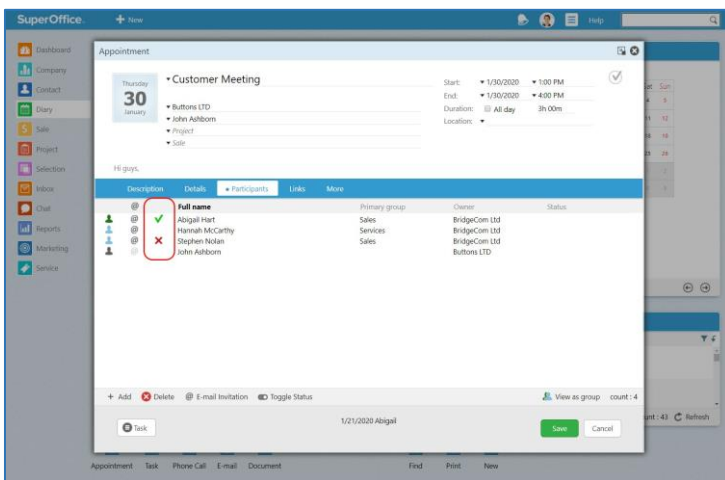 SuperOffice.
+ New
Help
Dashboard
Company
Contact
Diary
Sale
Project
Selection
Inbox
Chat
Reports
Marketing
Service
Appointment
Thursday
30
January
Customer Meeting
Buttons LTD
John Ashborn
Project
Sale
Start: 1/30/2020 1:00 PM
End: 1/30/2020 4:00 PM
Duration: All day 3h 00m
Location:
Hi guys,
Description Details Participants Links More
@ Full name Primary group Owner Status
@ Abigail Hart Sales BridgeCom Ltd
@ Hannah McCarthy Services BridgeCom Ltd
@ Stephen Nolan Sales BridgeCom Ltd
@ John Ashborn Buttons LTD
+ Add Delete @ E-mail Invitation Toggle Status View as group count : 4
Task 1/21/2020 Abigail Save Cancel
Sun
12
26
: 43 Refresh
Appointment Task Phone Call E-mail Document Find Print New